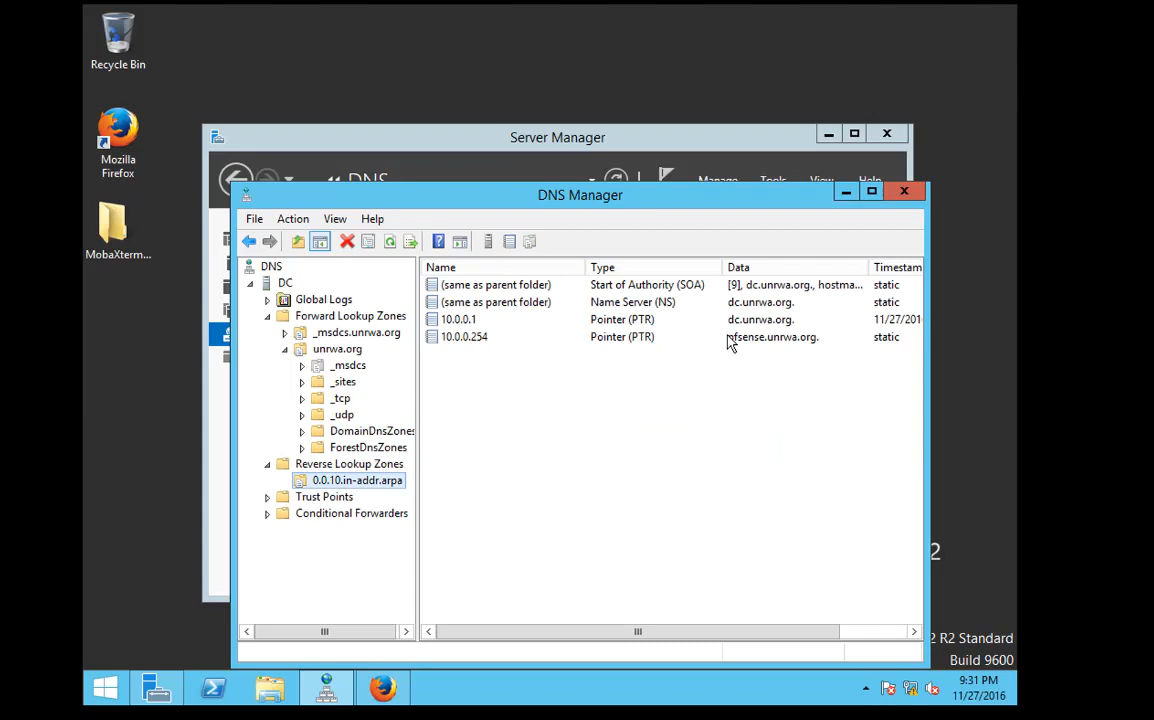 Recycle Bin
Mozilla
Firefox
MobaXterm...
Server Manager
DNS
Manage Tools View Help
DNS Manager
File Action View Help
DNS
DC
Global Logs
Forward Lookup Zones
_msdcs.unrwa.org
unrwa.org
_msdcs
_sites
_tcp
_udp
DomainDnsZones
ForestDnsZones
Reverse Lookup Zones
0.0.10.in-addr.arpa
Trust Points
Conditional Forwarders
Name Type Data Timestam
(same as parent folder) Start of Authority (SOA) [9], dc.unrwa.org., hostma... static
(same as parent folder) Name Server (NS) dc.unrwa.org. static
10.0.0.1 Pointer (PTR) dc.unrwa.org. 11/27/201
10.0.0.254 Pointer (PTR) pfsense.unrwa.org. static
2
2 R2 Standard
Build 9600
9:31 PM
11/27/2016